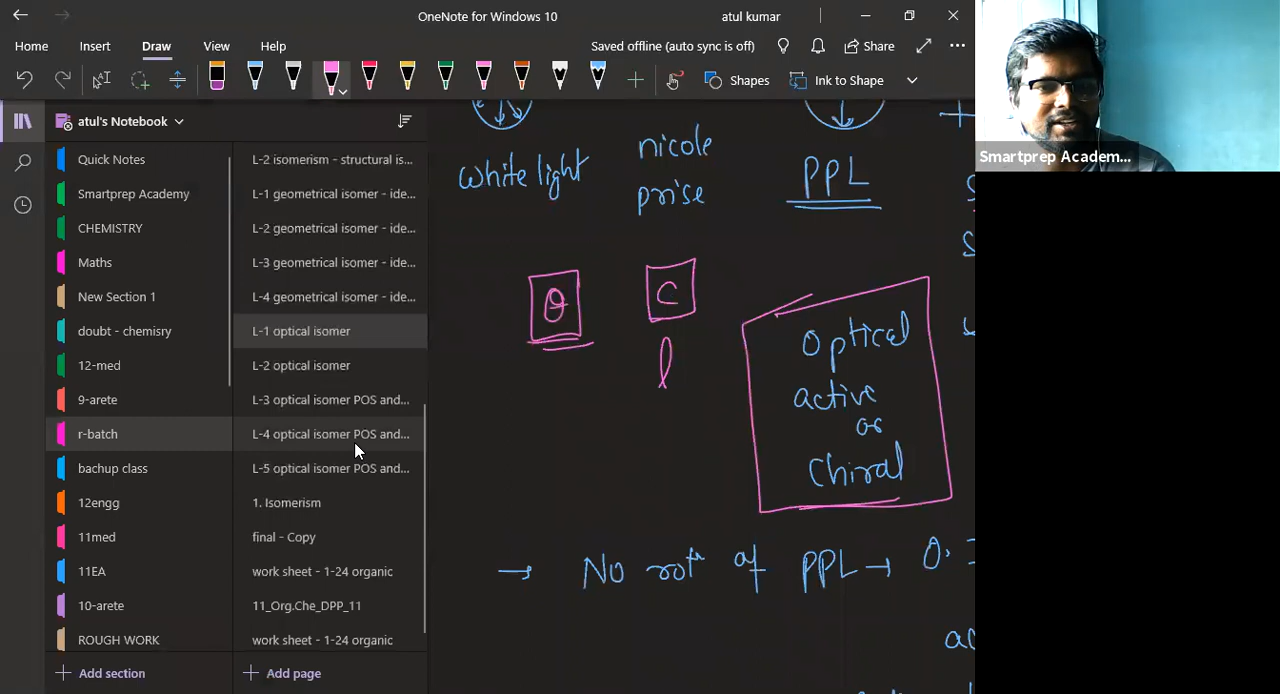 OneNote for Windows 10
atul kumar
Home
Insert
Draw
View
Help
Saved offline (auto sync is off)
Share
Shapes
Ink to Shape
atul's Notebook
Quick Notes
Smartprep Academy
CHEMISTRY
Maths
New Section 1
doubt - chemisry
12-med
9-arete
r-batch
bachup class
12engg
11med
11EA
10-arete
ROUGH WORK
Add section
L-2 isomerism - structural is...
L-1 geometrical isomer - ide...
L-2 geometrical isomer - ide...
L-3 geometrical isomer - ide...
L-4 geometrical isomer - ide...
L-1 optical isomer
L-2 optical isomer
L-3 optical isomer POS and...
L-4 optical isomer POS and...
L-5 optical isomer POS and...
1. Isomerism
final - Copy
work sheet - 1-24 organic
11_Org.Che_DPP_11
work sheet - 1-24 organic
Add page
white light
nicole
prise
PPL
C
l
Optical
active
or
Chiral
→ No rotn of PPL →
Smartprep Academ...